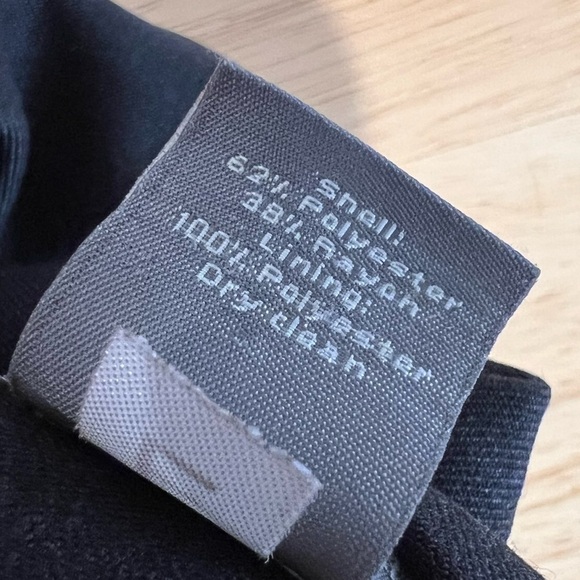 Shell:
62% Polyester
38% Rayon
Lining:
100% Polyester
Dry clean